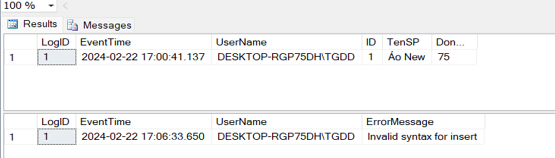 100 %
Results Messages
LogID EventTime UserName ID TenSP Don...
1 1 2024-02-22 17:00:41.137 DESKTOP-RGP75DH\TGDD 1 Áo New 75
LogID EventTime UserName ErrorMessage
1 1 2024-02-22 17:06:33.650 DESKTOP-RGP75DH\TGDD Invalid syntax for insert